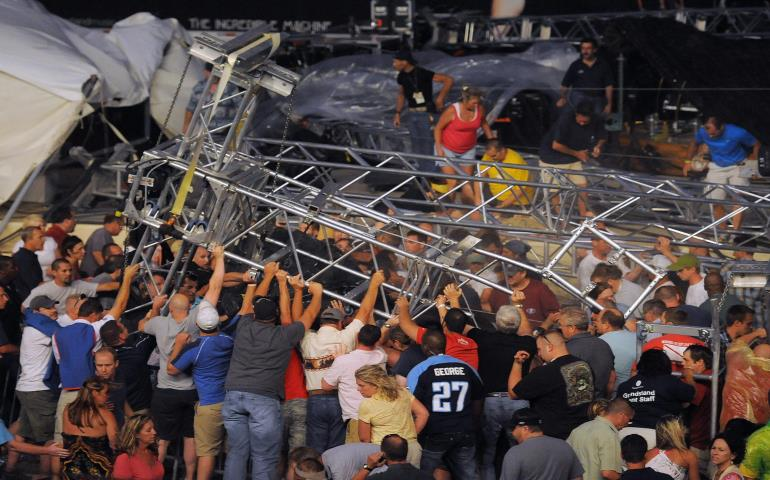 THE INCREDIBLE MACHINE
GEORGE
27
Grandstand
Staff